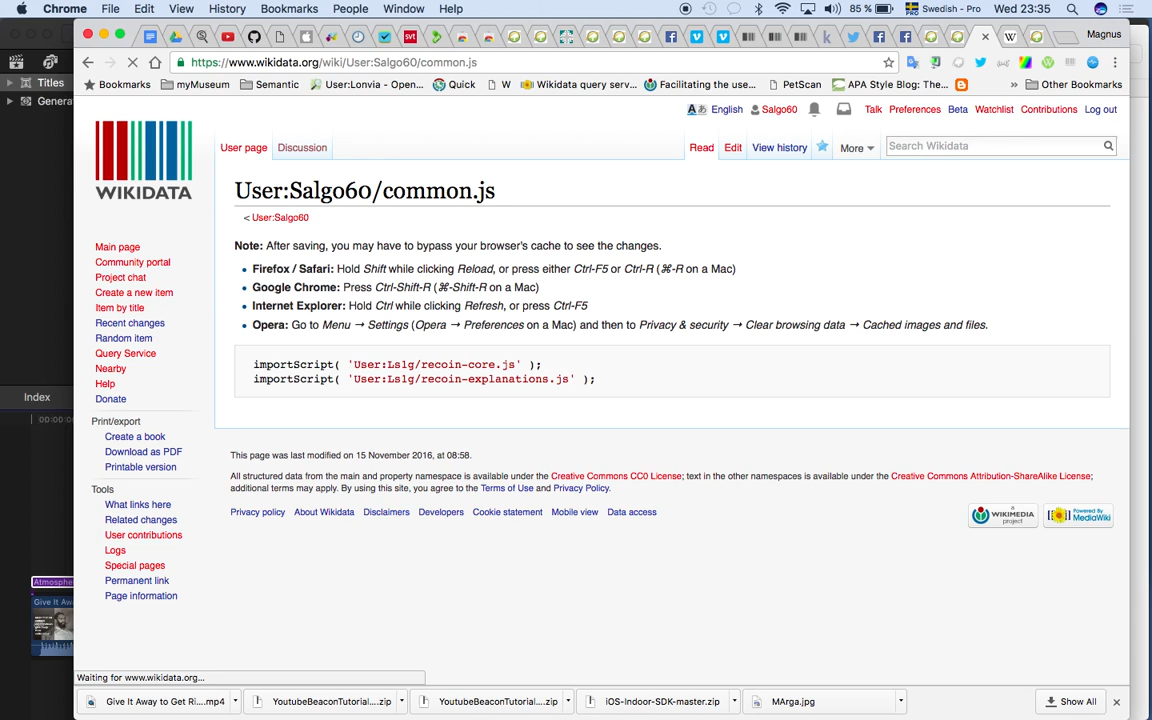 Chrome File Edit View History Bookmarks People Window Help 85 % Swedish - Pro Wed 23:35
Magnus
https://www.wikidata.org/wiki/User:Salgo60/common.js
Bookmarks myMuseum Semantic User:Lonvia - Open... Quick W Wikidata query serv... Facilitating the use... PetScan APA Style Blog: The... » Other Bookmarks
Titles
Index
Give It Awa
WIKIDATA
Main page
Community portal
Project chat
Create a new item
Item by title
Recent changes
Random item
Query Service
Nearby
Help
Donate
Print/export
Create a book
Download as PDF
Printable version
Tools
What links here
Related changes
User contributions
Logs
Special pages
Permanent link
Page information
English Salgo60 Talk Preferences Beta Watchlist Contributions Log out
User page Discussion Read Edit View history More Search Wikidata
User:Salgo60/common.js
< User:Salgo60
Note: After saving, you may have to bypass your browser's cache to see the changes.
Firefox / Safari: Hold Shift while clicking Reload, or press either Ctrl-F5 or Ctrl-R (⌘-R on a Mac)
Google Chrome: Press Ctrl-Shift-R (⌘-Shift-R on a Mac)
Internet Explorer: Hold Ctrl while clicking Refresh, or press Ctrl-F5
Opera: Go to Menu → Settings (Opera → Preferences on a Mac) and then to Privacy & security → Clear browsing data → Cached images and files.
importScript( 'User:Ls1g/recoin-core.js' );
importScript( 'User:Ls1g/recoin-explanations.js' );
This page was last modified on 15 November 2016, at 08:58.
All structured data from the main and property namespace is available under the Creative Commons CC0 License; text in the other namespaces is available under the Creative Commons Attribution-ShareAlike License;
additional terms may apply. By using this site, you agree to the Terms of Use and Privacy Policy.
Privacy policy About Wikidata Disclaimers Developers Cookie statement Mobile view Data access
A WIKIMEDIA project
Powered By MediaWiki
Waiting for www.wikidata.org...
Give It Away to Get Ri....mp4 YoutubeBeaconTutorial....zip YoutubeBeaconTutorial....zip iOS-Indoor-SDK-master.zip MArga.jpg Show All